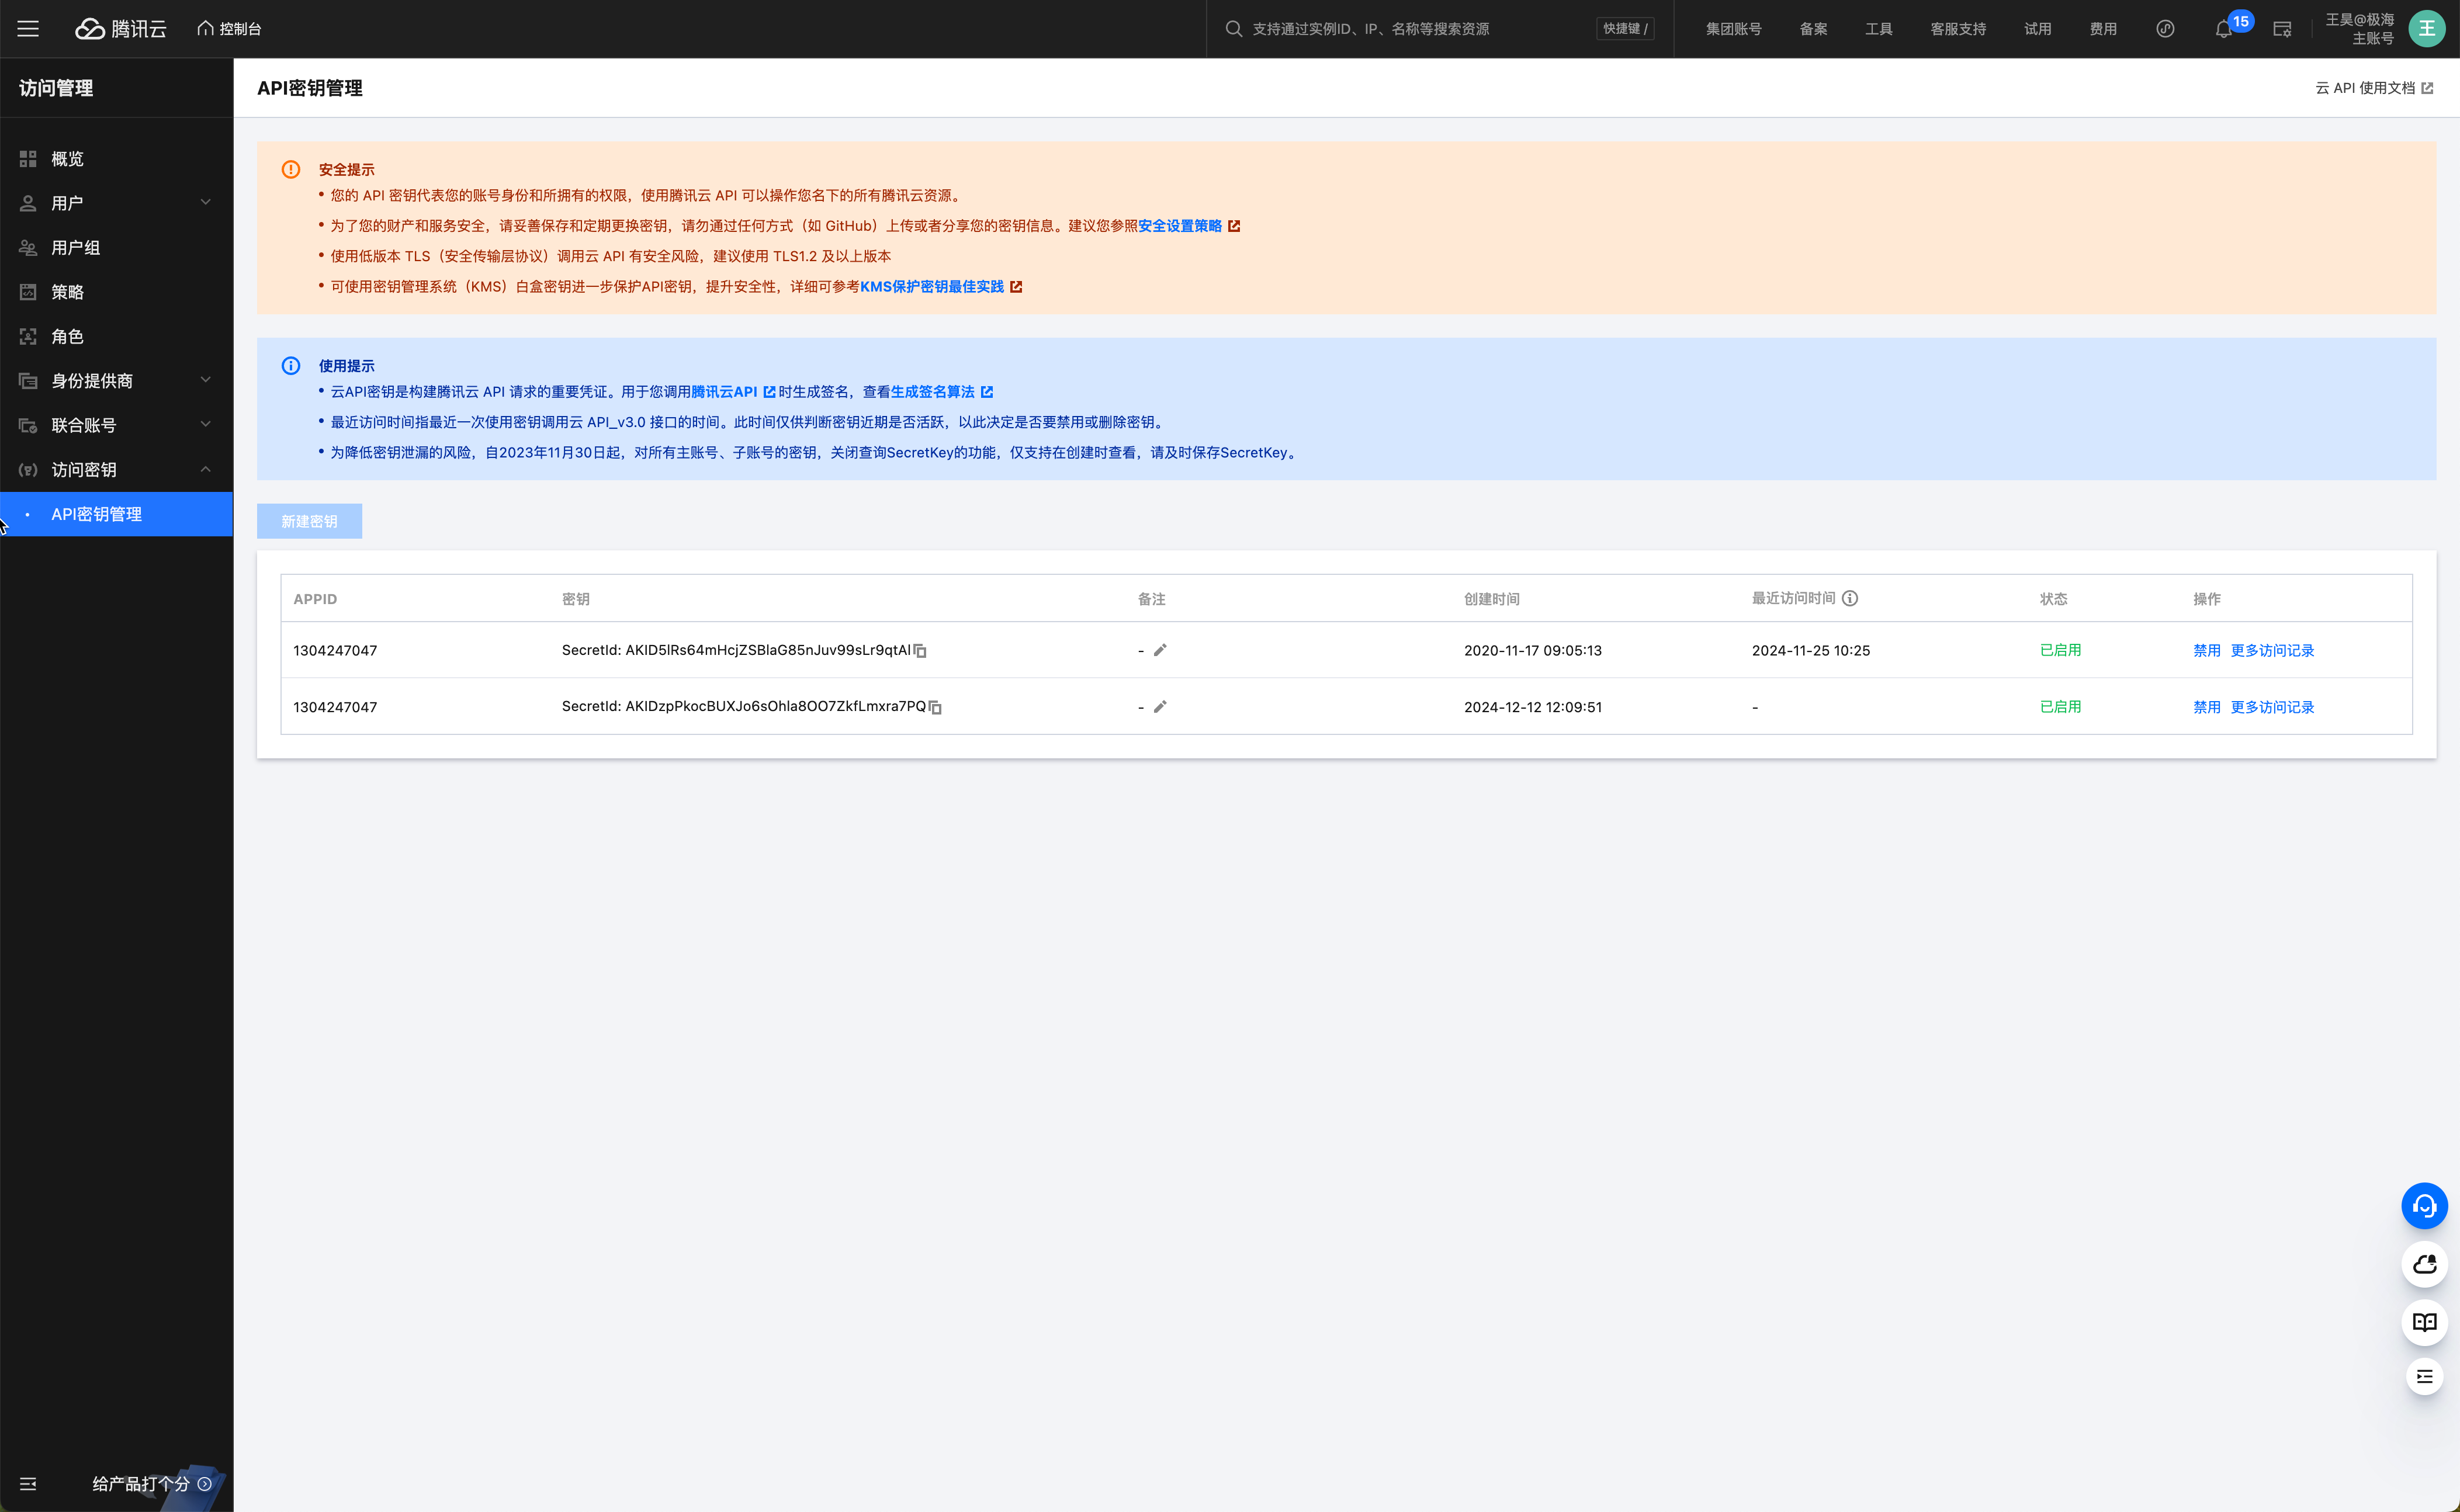 腾讯云
控制台
支持通过实例ID、IP、名称等搜索资源
快捷键 /
集团账号
备案
工具
客服支持
试用
费用
15
王昊@极海
主账号
王
访问管理
概览
用户
用户组
策略
角色
身份提供商
联合账号
访问密钥
API密钥管理
给产品打个分
API密钥管理
云 API 使用文档
安全提示
• 您的 API 密钥代表您的账号身份和所拥有的权限，使用腾讯云 API 可以操作您名下的所有腾讯云资源。
• 为了您的财产和服务安全，请妥善保存和定期更换密钥，请勿通过任何方式（如 GitHub）上传或者分享您的密钥信息。建议您参照安全设置策略
• 使用低版本 TLS（安全传输层协议）调用云 API 有安全风险，建议使用 TLS1.2 及以上版本
• 可使用密钥管理系统（KMS）白盒密钥进一步保护API密钥，提升安全性，详细可参考KMS保护密钥最佳实践
使用提示
• 云API密钥是构建腾讯云 API 请求的重要凭证。用于您调用腾讯云API 时生成签名，查看生成签名算法
• 最近访问时间指最近一次使用密钥调用云 API_v3.0 接口的时间。此时间仅供判断密钥近期是否活跃，以此决定是否要禁用或删除密钥。
• 为降低密钥泄漏的风险，自2023年11月30日起，对所有主账号、子账号的密钥，关闭查询SecretKey的功能，仅支持在创建时查看，请及时保存SecretKey。
新建密钥
APPID 密钥 备注 创建时间 最近访问时间 状态 操作
1304247047 SecretId: AKID5lRs64mHcjZSBlaG85nJuv99sLr9qtAl - 2020-11-17 09:05:13 2024-11-25 10:25 已启用 禁用 更多访问记录
1304247047 SecretId: AKIDzpPkocBUXJo6sOhla8OO7ZkfLmxra7PQ - 2024-12-12 12:09:51 - 已启用 禁用 更多访问记录